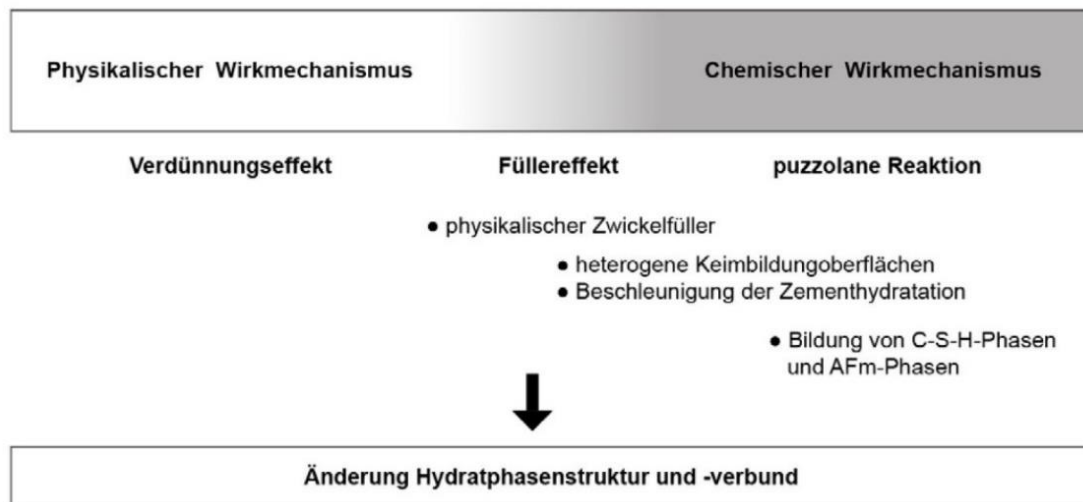 Physikalischer Wirkmechanismus Chemischer Wirkmechanismus
Verdünnungseffekt Füllereffekt puzzolane Reaktion
● physikalischer Zwickelfüller
● heterogene Keimbildungoberflächen
● Beschleunigung der Zementhydratation
● Bildung von C-S-H-Phasen
und AFm-Phasen
Änderung Hydratphasenstruktur und -verbund